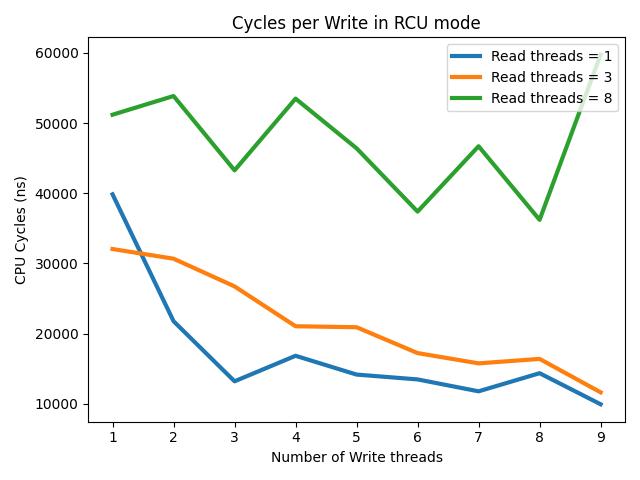 Cycles per Write in RCU mode
60000
50000
40000
30000
20000
10000
CPU Cycles (ns)
Read threads = 1
Read threads = 3
Read threads = 8
1 2 3 4 5 6 7 8 9
Number of Write threads